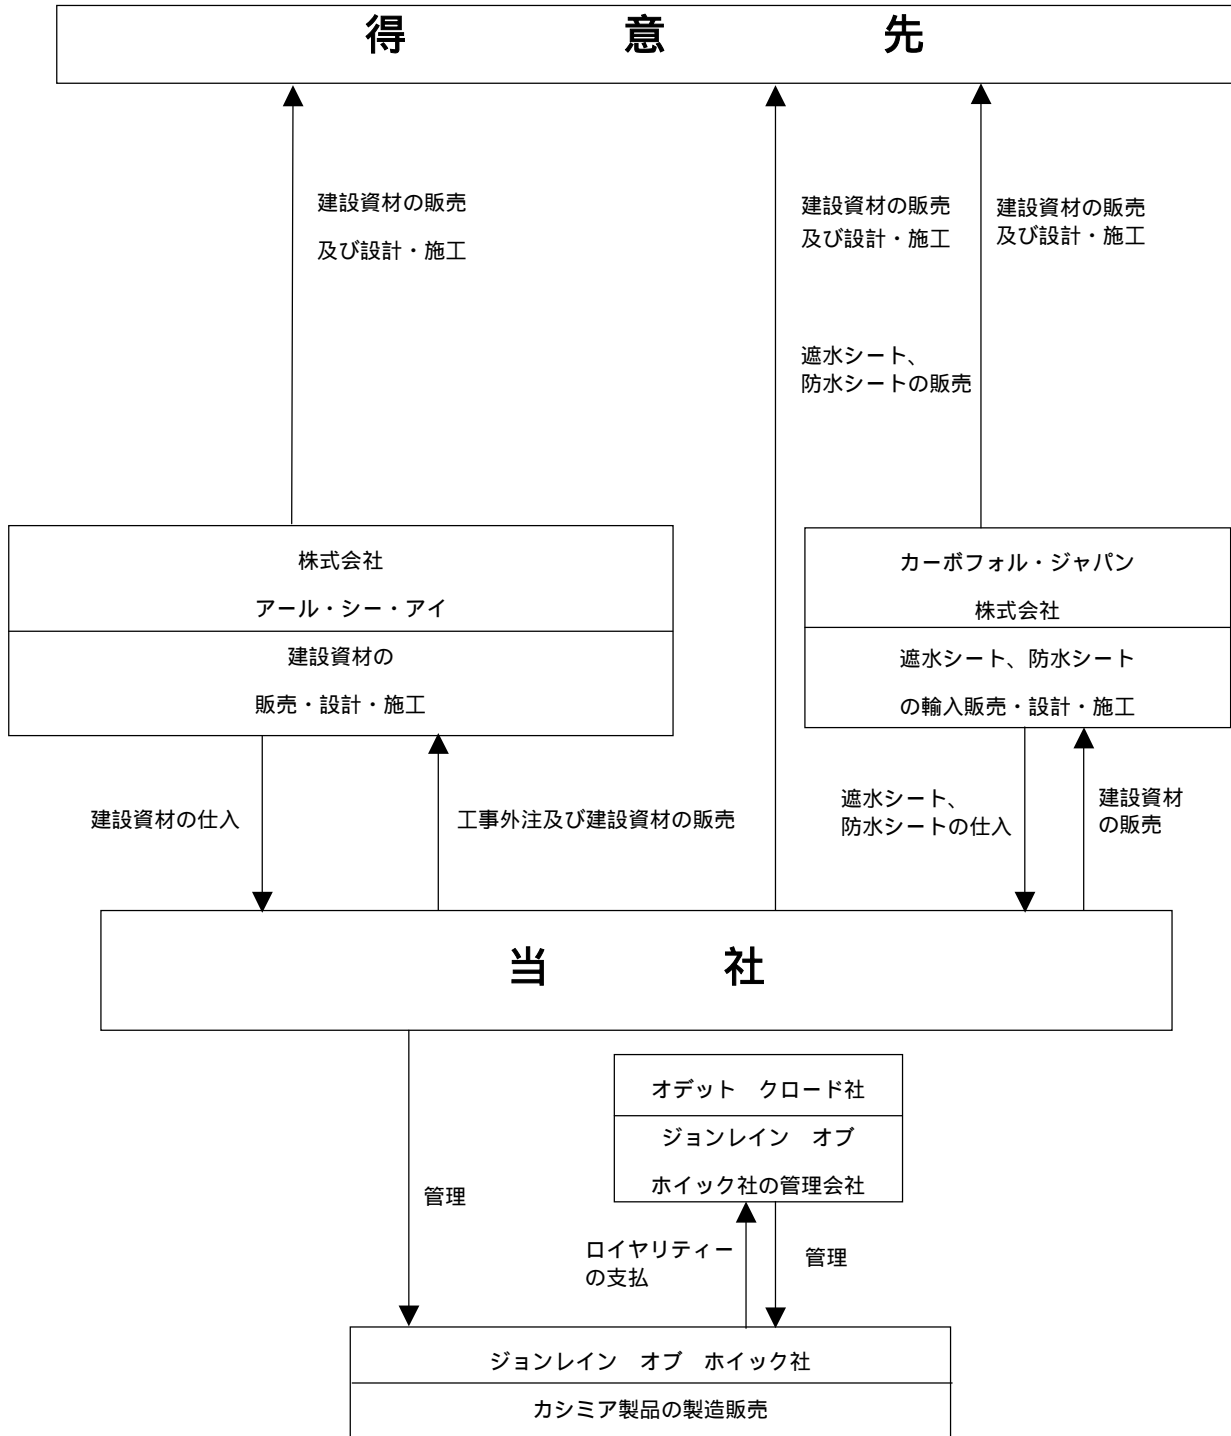 得　意　先
建設資材の販売
及び設計・施工
建設資材の販売
及び設計・施工
建設資材の販売
及び設計・施工
遮水シート、
防水シートの販売
株式会社
アール・シー・アイ
建設資材の
販売・設計・施工
カーボフォル・ジャパン
株式会社
遮水シート、防水シート
の輸入販売・設計・施工
建設資材の仕入
工事外注及び建設資材の販売
遮水シート、
防水シートの仕入
建設資材
の販売
当　社
オデット　クロード社
ジョンレイン　オブ
ホイック社の管理会社
管理
ロイヤリティー
の支払
管理
ジョンレイン　オブ　ホイック社
カシミア製品の製造販売